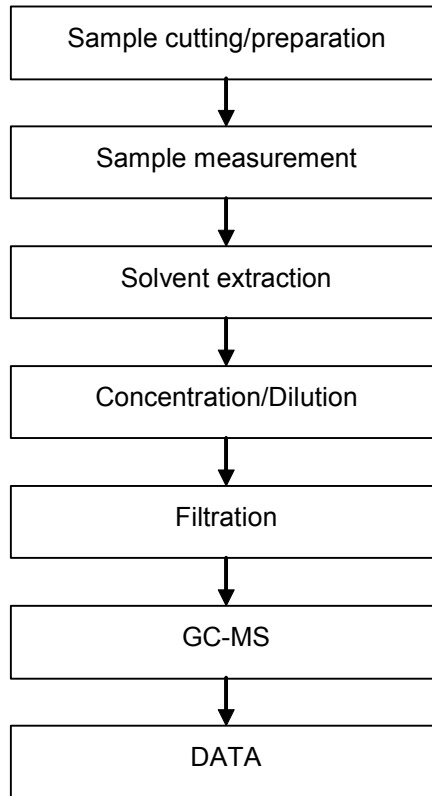 Sample cutting/preparation
Sample measurement
Solvent extraction
Concentration/Dilution
Filtration
GC-MS
DATA